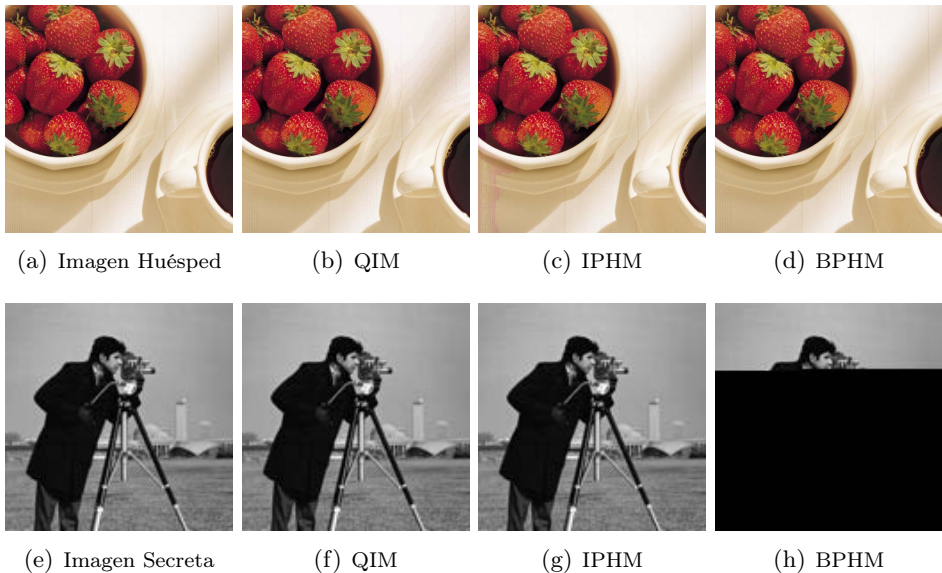 (a) Imagen Huésped (b) QIM (c) IPHM (d) BPHM
(e) Imagen Secreta (f) QIM (g) IPHM (h) BPHM